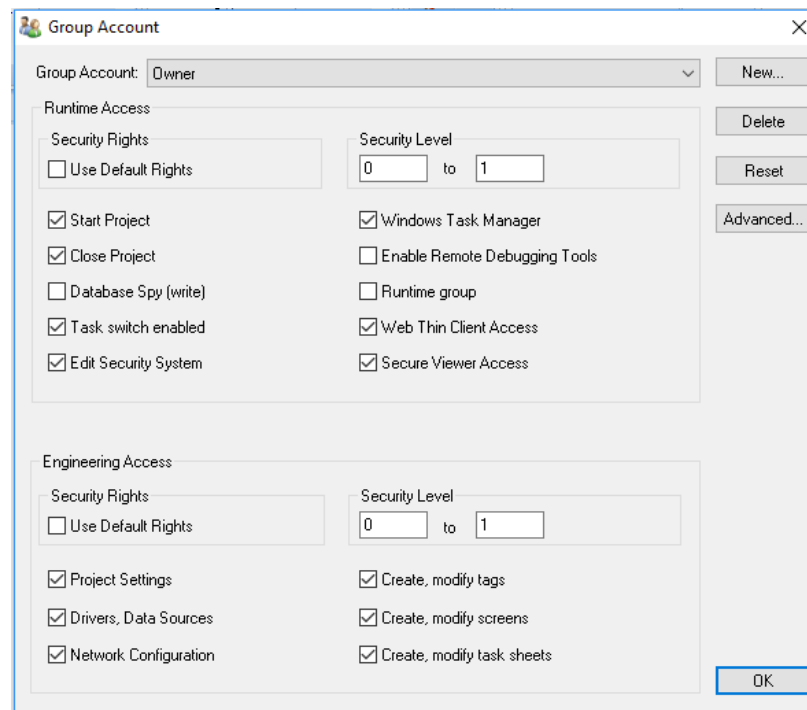 Group Account
Group Account: Owner New...
Runtime Access
Delete
Security Rights Security Level
Use Default Rights 0 to 1
Reset
Start Project Windows Task Manager
Advanced...
Close Project Enable Remote Debugging Tools
Database Spy (write) Runtime group
Task switch enabled Web Thin Client Access
Edit Security System Secure Viewer Access
Engineering Access
Security Rights Security Level
Use Default Rights 0 to 1
Project Settings Create, modify tags
Drivers, Data Sources Create, modify screens
Network Configuration Create, modify task sheets
OK